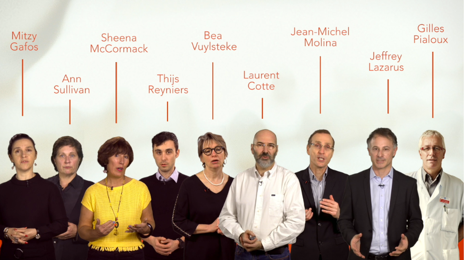 Mitzy
Gafos
Ann
Sullivan
Sheena
McCormack
Thijs
Reyniers
Bea
Vuylsteke
Laurent
Cotte
Jean-Michel
Molina
Jeffrey
Lazarus
Gilles
Pialoux